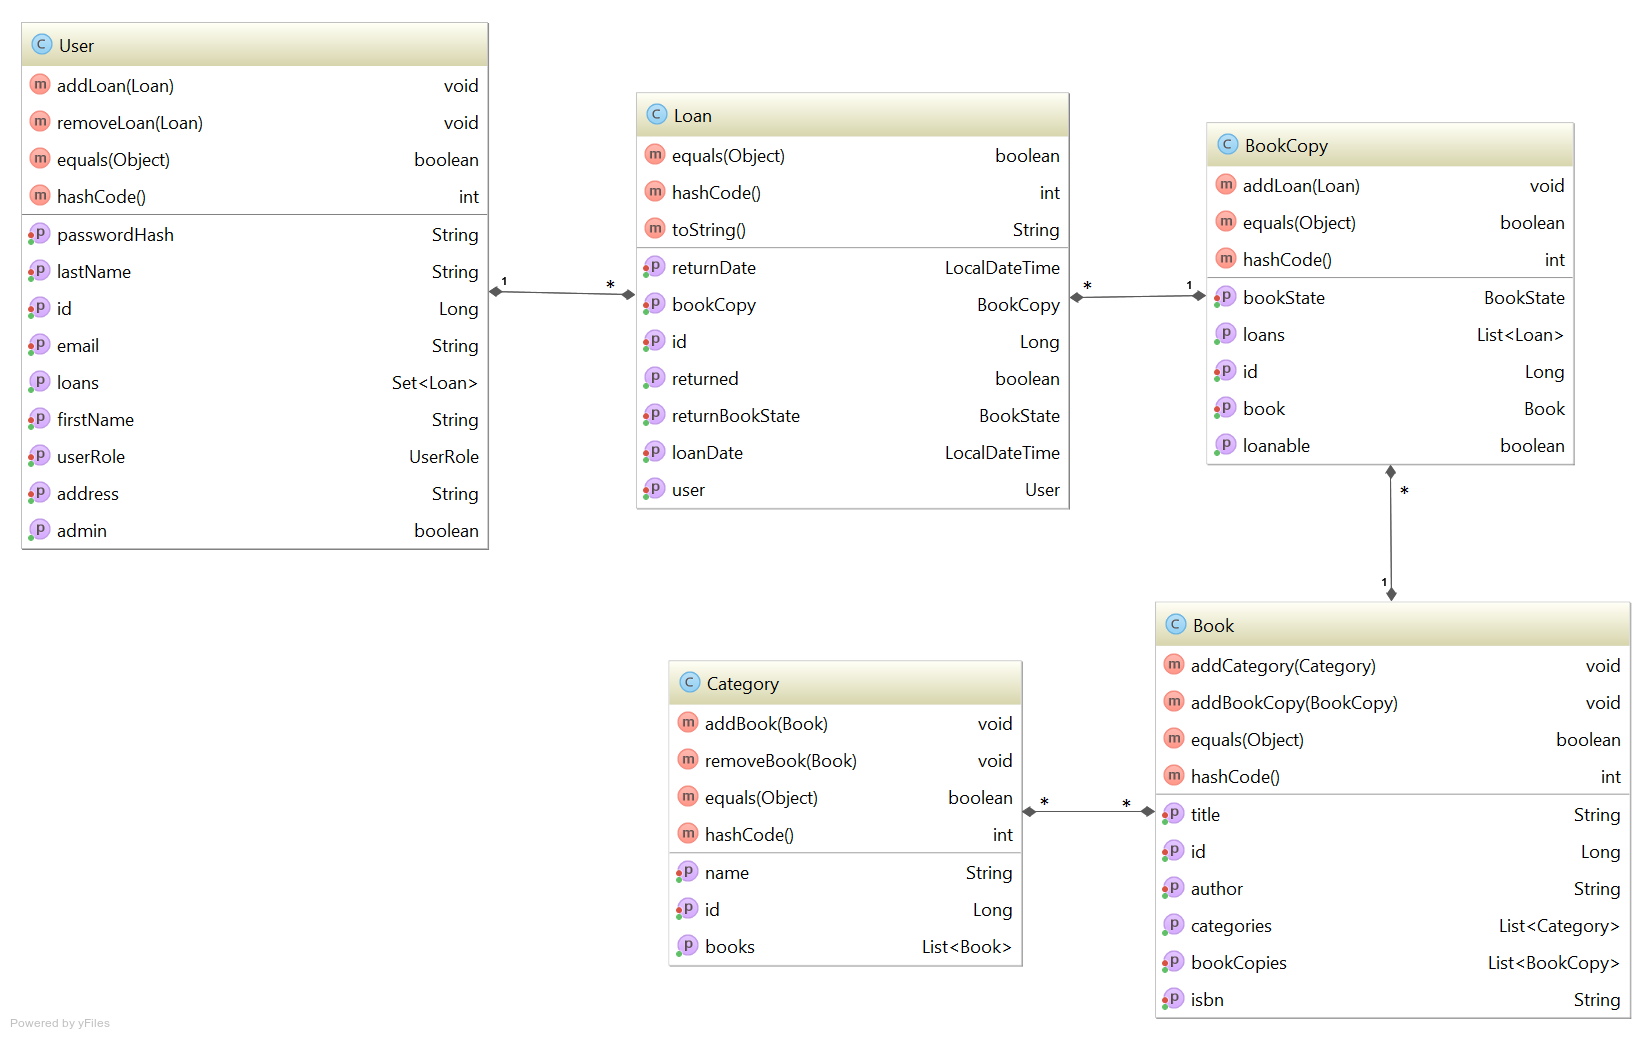 User
addLoan(Loan) void
removeLoan(Loan) void
equals(Object) boolean
hashCode() int
passwordHash String
lastName String
id Long
email String
loans Set<Loan>
firstName String
userRole UserRole
address String
admin boolean
1 *
Loan
equals(Object) boolean
hashCode() int
toString() String
returnDate LocalDateTime
bookCopy BookCopy
id Long
returned boolean
returnBookState BookState
loanDate LocalDateTime
user User
* 1
BookCopy
addLoan(Loan) void
equals(Object) boolean
hashCode() int
bookState BookState
loans List<Loan>
id Long
book Book
loanable boolean
*
1
Category
addBook(Book) void
removeBook(Book) void
equals(Object) boolean
hashCode() int
name String
id Long
books List<Book>
* *
Book
addCategory(Category) void
addBookCopy(BookCopy) void
equals(Object) boolean
hashCode() int
title String
id Long
author String
categories List<Category>
bookCopies List<BookCopy>
isbn String
Powered by yFiles